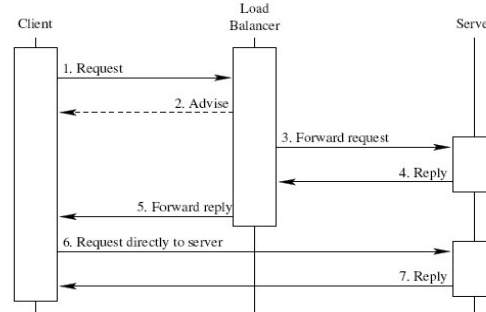 Client
Load
Balancer
Serve
1. Request
2. Advise
3. Forward request
4. Reply
5. Forward reply
6. Request directly to server
7. Reply